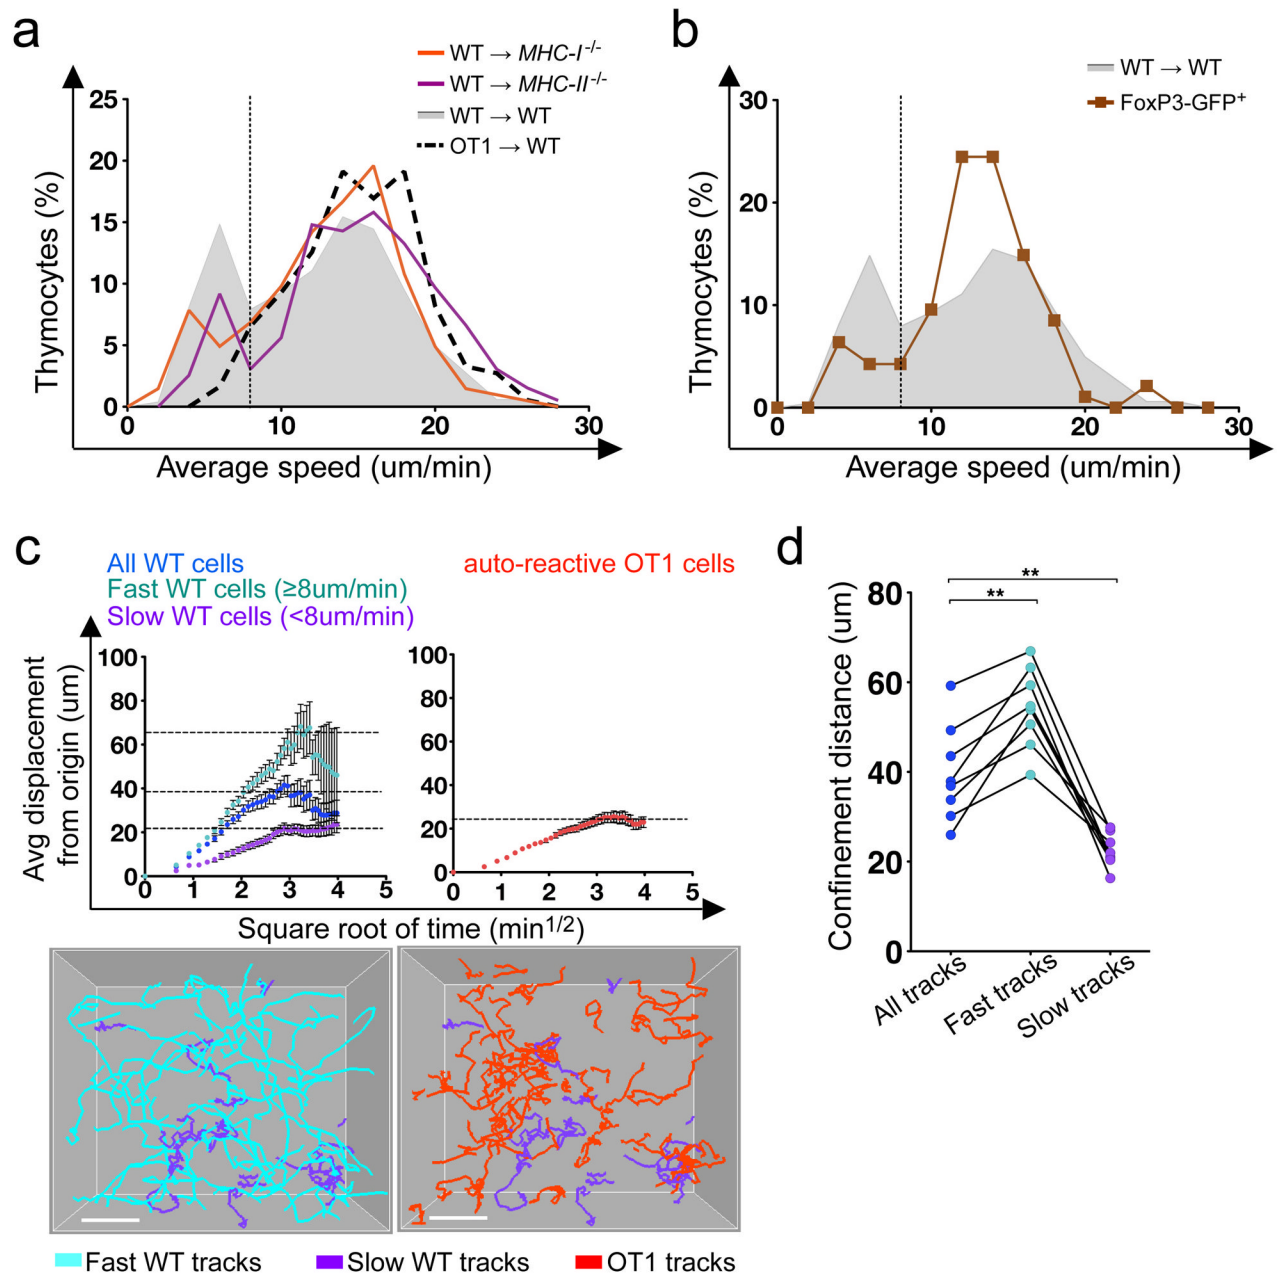 a
WT → MHC-I-/-
WT → MHC-II-/-
WT → WT
OT1 → WT
25
20
15
10
5
0
Thymocytes (%)
0 10 20 30
Average speed (um/min)
b
WT → WT
FoxP3-GFP+
30
20
10
0
Thymocytes (%)
0 10 20 30
Average speed (um/min)
c
All WT cells
Fast WT cells (≥8um/min)
Slow WT cells (<8um/min)
auto-reactive OT1 cells
Avg displacement
from origin (um)
100
80
60
40
20
0
0 1 2 3 4 5
100
80
60
40
20
0
0 1 2 3 4 5
Square root of time (min1/2)
Fast WT tracks
Slow WT tracks
OT1 tracks
d
**
**
Confinement distance (um)
80
60
40
20
0
All tracks
Fast tracks
Slow tracks